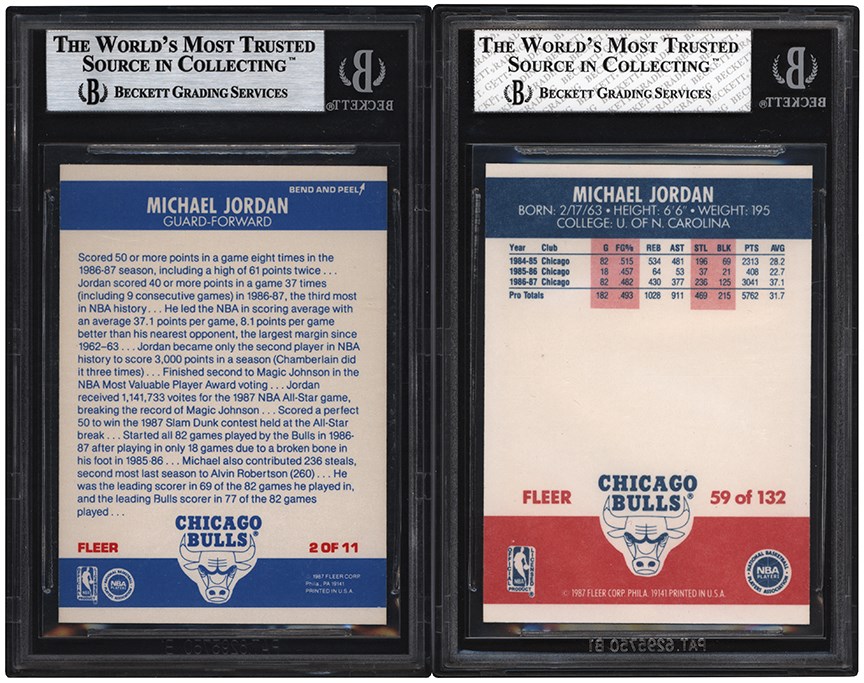 THE WORLD'S MOST TRUSTED
SOURCE IN COLLECTING™
BECKETT GRADING SERVICES
BECKETT®
BEND AND PEEL
MICHAEL JORDAN
GUARD-FORWARD
Scored 50 or more points in a game eight times in the
1986-87 season, including a high of 61 points twice . . .
Jordan scored 40 or more points in a game 37 times
(including 9 consecutive games) in 1986-87, the third most
in NBA history . . . He led the NBA in scoring average with
an average 37.1 points per game, 8.1 points per game
better than his nearest opponent, the largest margin since
1962-63 . . . Jordan became only the second player in NBA
history to score 3,000 points in a season (Chamberlain did
it three times) . . . Finished second to Magic Johnson in the
NBA Most Valuable Player Award voting . . . Jordan
received 1,141,733 voites for the 1987 NBA All-Star game,
breaking the record of Magic Johnson . . . Scored a perfect
50 to win the 1987 Slam Dunk contest held at the All-Star
break . . . Started all 82 games played by the Bulls in 1986-
87 after playing in only 18 games due to a broken bone in
his foot in 1985-86 . . . Michael also contributed 236 steals,
second most last season to Alvin Robertson (260) . . . He
was the leading scorer in 69 of the 82 games he played in,
and the leading Bulls scorer in 77 of the 82 games
played . . .
CHICAGO
BULLS®
FLEER
2 OF 11
NBA
PLAYERS
© 1987 FLEER CORP.
Phila., PA 19141
PRINTED IN U.S.A.
THE WORLD'S MOST TRUSTED
SOURCE IN COLLECTING™
BECKETT GRADING SERVICES
BECKETT
MICHAEL JORDAN
BORN: 2/17/63 • HEIGHT: 6'6" • WEIGHT: 195
COLLEGE: U. OF N. CAROLINA
Year Club G FG% REB AST STL BLK PTS AVG
1984-85 Chicago 82 .515 534 481 196 69 2313 28.2
1985-86 Chicago 18 .457 64 53 37 21 408 22.7
1986-87 Chicago 82 .482 430 377 236 125 3041 37.1
Pro Totals 182 .493 1028 911 469 215 5762 31.7
CHICAGO
BULLS®
FLEER
59 of 132
NBA
PRODUCT
NATIONAL BASKETBALL
NBA
PLAYERS
PLAYERS ASSOCIATION
© 1987 FLEER CORP. PHILA. 19141 PRINTED IN U.S.A.
PAT. 6295750 B1